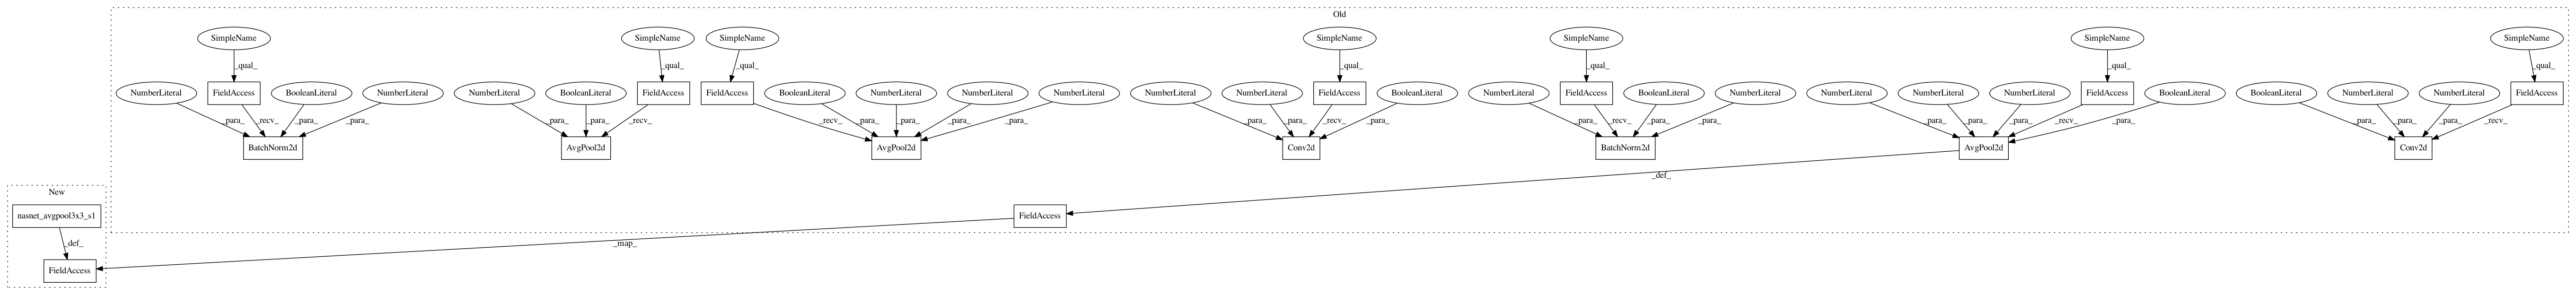 Old
SimpleName SimpleName SimpleName SimpleName SimpleName SimpleName SimpleName
_qual_ _qual_ _qual_ _qual_ _qual_ _qual_ _qual_
NumberLiteral FieldAccess BooleanLiteral NumberLiteral NumberLiteral BooleanLiteral FieldAccess FieldAccess BooleanLiteral NumberLiteral NumberLiteral NumberLiteral NumberLiteral NumberLiteral FieldAccess BooleanLiteral NumberLiteral FieldAccess BooleanLiteral NumberLiteral NumberLiteral NumberLiteral NumberLiteral FieldAccess BooleanLiteral BooleanLiteral NumberLiteral NumberLiteral FieldAccess
_para_ _recv_ _para_ _para_ _para_ _para_ _recv_ _recv_ _para_ _para_ _para_ _para_ _para_ _para_ _recv_ _para_ _para_ _recv_ _para_ _para_ _para_ _para_ _para_ _recv_ _para_ _para_ _para_ _para_ _recv_
BatchNorm2d AvgPool2d AvgPool2d Conv2d BatchNorm2d AvgPool2d Conv2d
_def_
New
nasnet_avgpool3x3_s1 FieldAccess
_def_ _map_
FieldAccess